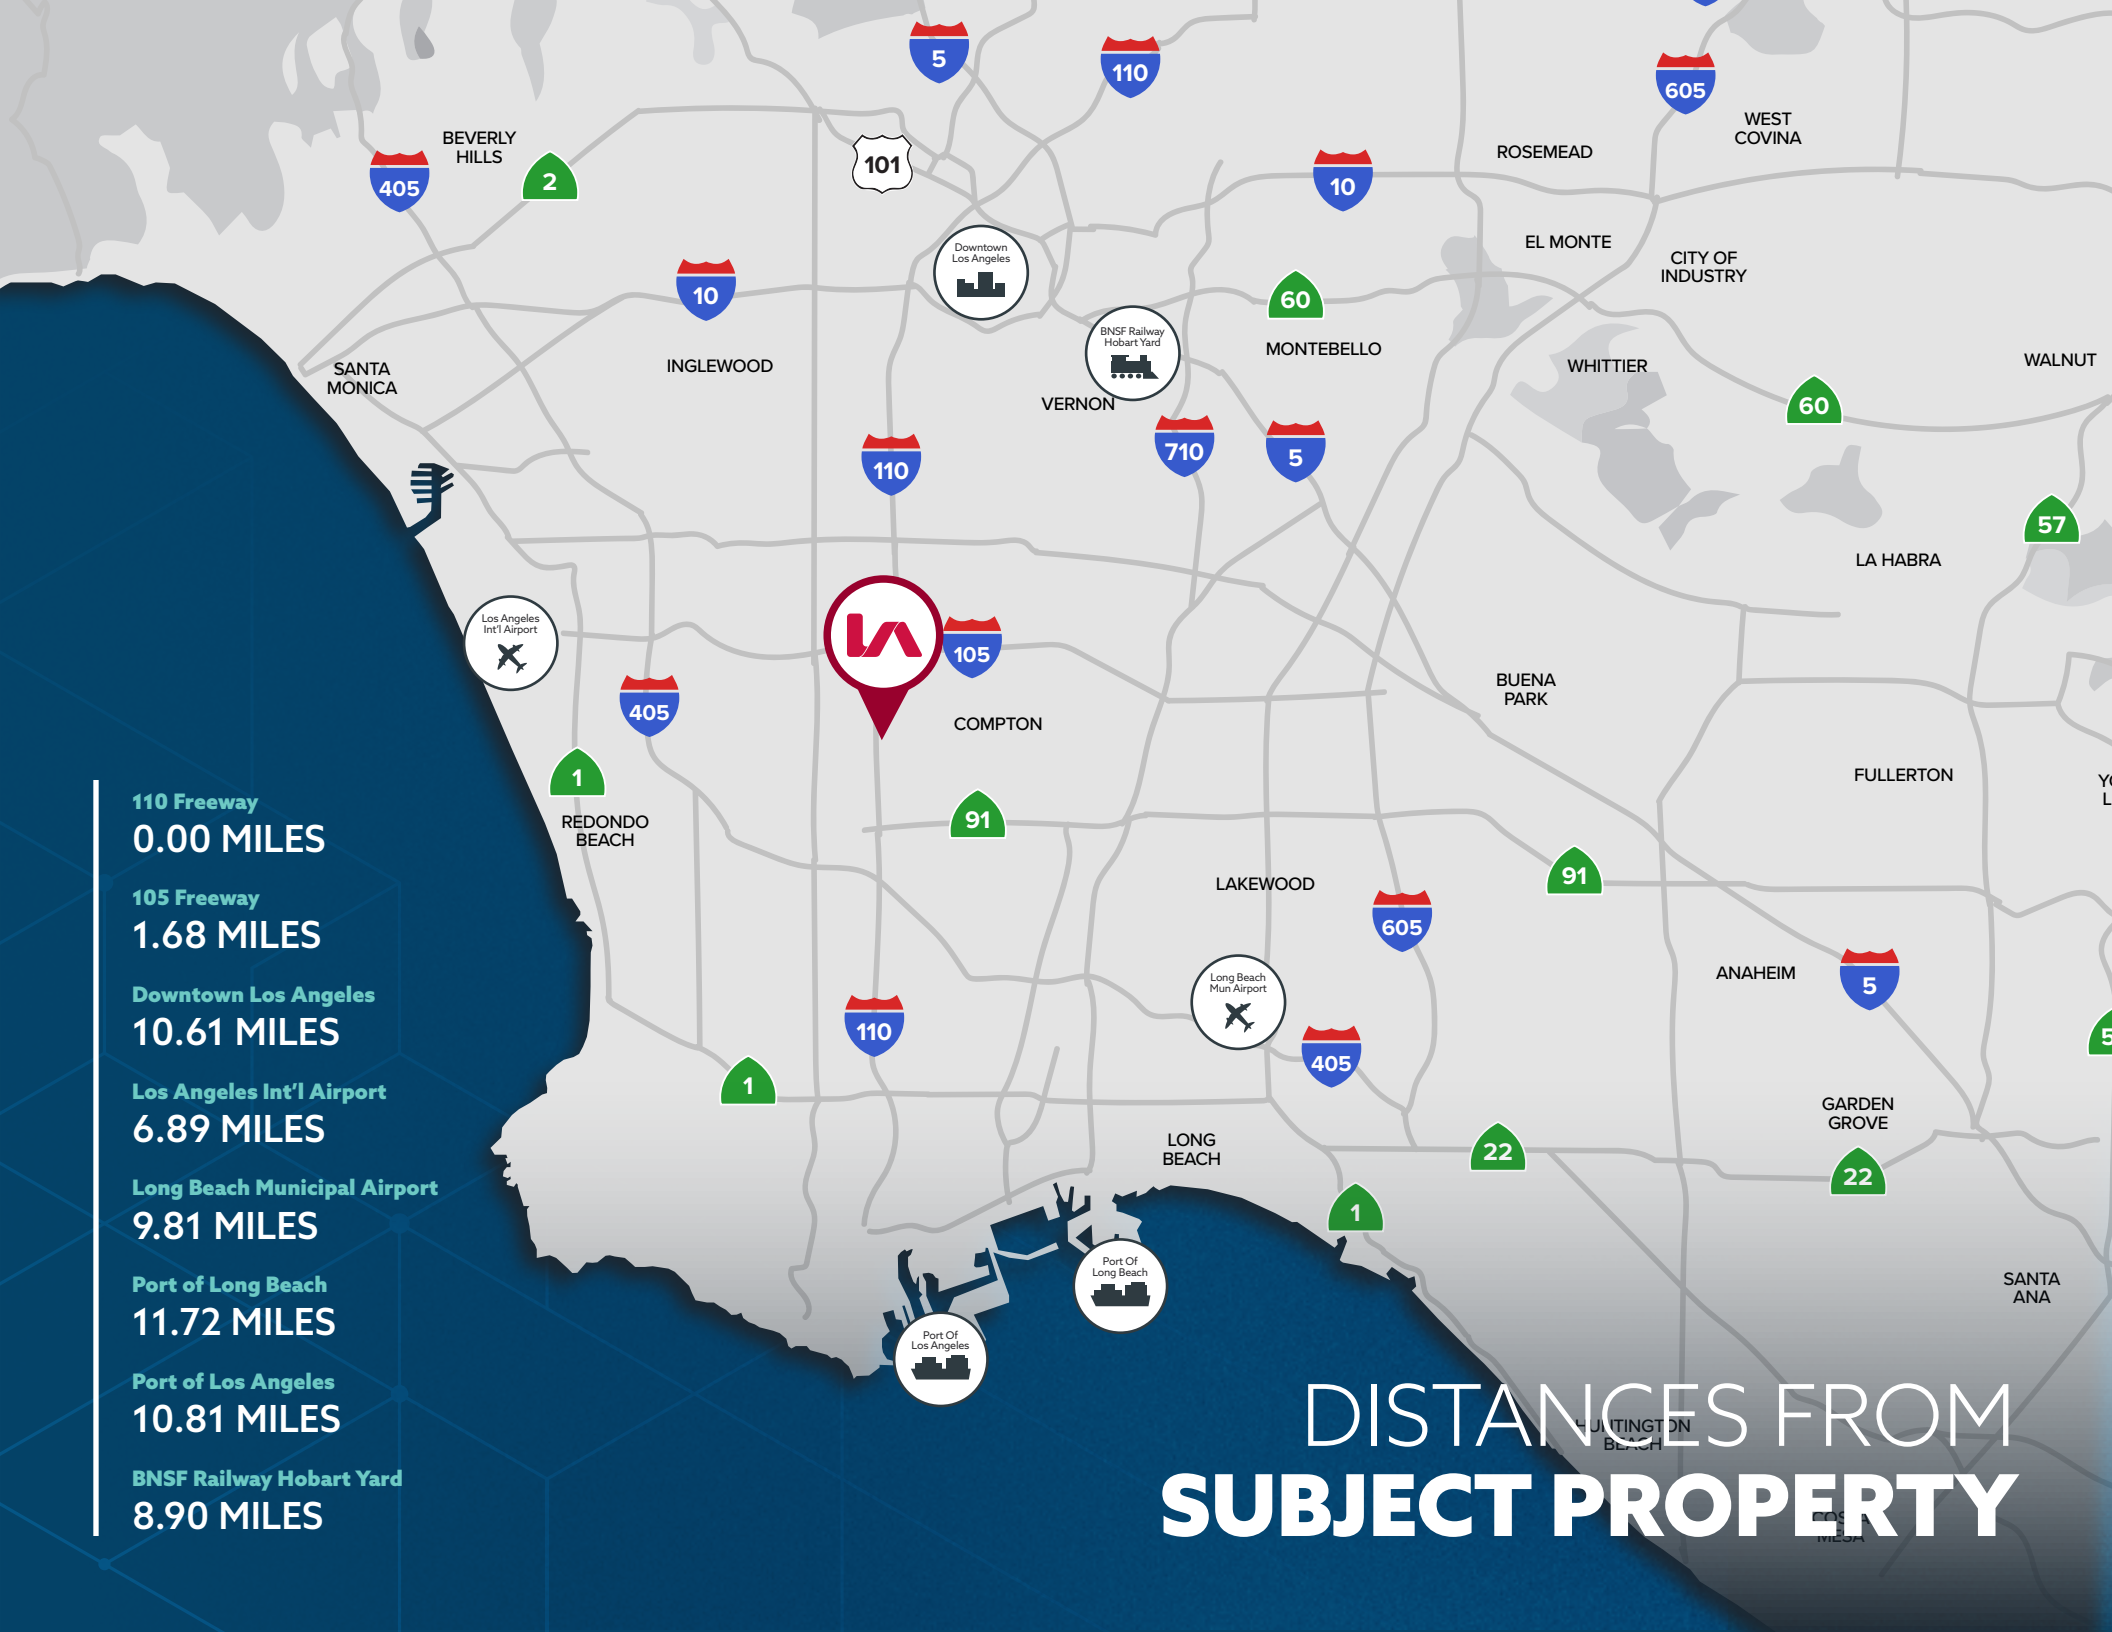 5
110
605
WEST
COVINA
BEVERLY
HILLS
ROSEMEAD
405
2
101
10
EL MONTE
CITY OF
INDUSTRY
Downtown
Los Angeles
10
60
BNSF Railway
Hobart Yard
MONTEBELLO
SANTA
MONICA
INGLEWOOD
WHITTIER
WALNUT
VERNON
60
110
710
5
57
LA HABRA
Los Angeles
Int'l Airport
LA
105
405
COMPTON
BUENA
PARK
1
FULLERTON
YO
L
REDONDO
BEACH
91
LAKEWOOD
91
605
ANAHEIM
5
Long Beach
Mun Airport
110
405
5
1
GARDEN
GROVE
LONG
BEACH
22
22
1
SANTA
ANA
Port Of
Long Beach
Port Of
Los Angeles
HUNTINGTON
BEACH
COSTA
MESA
110 Freeway
0.00 MILES
105 Freeway
1.68 MILES
Downtown Los Angeles
10.61 MILES
Los Angeles Int'l Airport
6.89 MILES
Long Beach Municipal Airport
9.81 MILES
Port of Long Beach
11.72 MILES
Port of Los Angeles
10.81 MILES
BNSF Railway Hobart Yard
8.90 MILES
DISTANCES FROM
SUBJECT PROPERTY